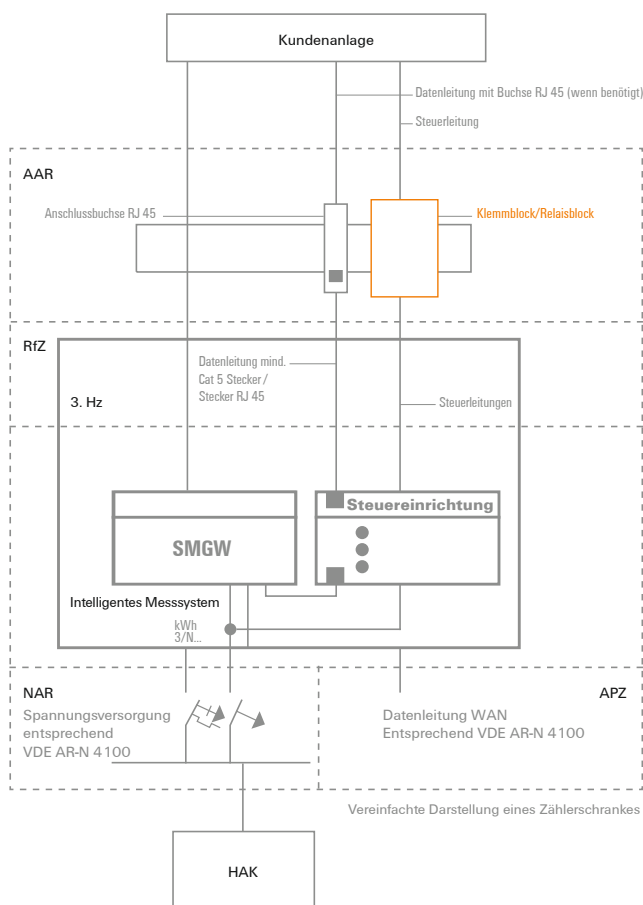 Kundenanlage
Datenleitung mit Buchse RJ 45 (wenn benötigt)
Steuerleitung
AAR
Anschlussbuchse RJ 45
Klemmblock/Relaisblock
RfZ
Datenleitung mind.
Cat 5 Stecker/
Stecker RJ 45
3. Hz
Steuerleitungen
Steuereinrichtung
SMGW
Intelligentes Messsystem
kWh
3/N...
NAR
APZ
Spannungsversorgung
entsprechend
VDE AR-N 4100
Datenleitung WAN
Entsprechend VDE AR-N 4100
Vereinfachte Darstellung eines Zählerschrankes
HAK